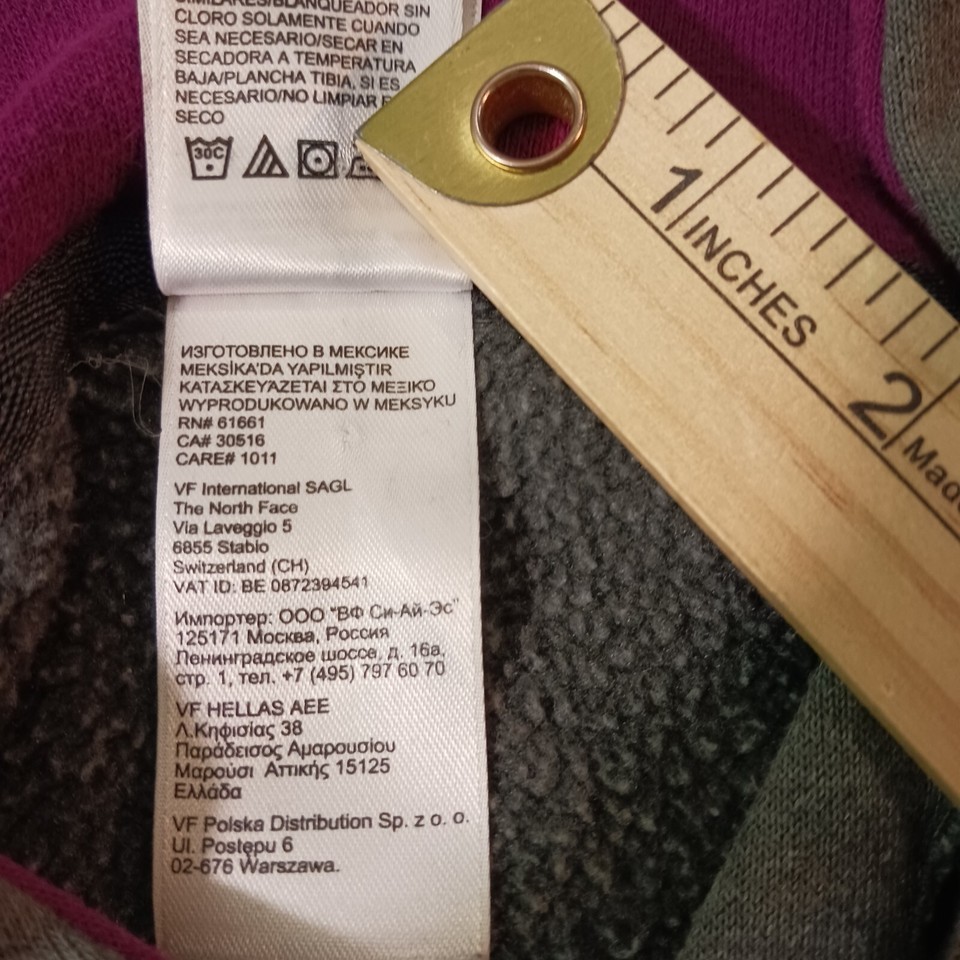 SIMILARES/BLANQUEADOR SIN
CLORO SOLAMENTE CUANDO
SEA NECESARIO/SECAR EN
SECADORA A TEMPERATURA
BAJA/PLANCHA TIBIA, SI ES
NECESARIO/NO LIMPIAR
SECO
30C
ИЗГОТОВЛЕНО В МЕКСИКЕ
MEKSİKA'DA YAPILMIŞTIR
ΚΑΤΑΣΚΕΥΆΖΕΤΑΙ ΣΤΟ ΜΕΞΙΚΌ
WYPRODUKOWANO W MEKSYKU
RN# 61661
CA# 30516
CARE# 1011
VF International SAGL
The North Face
Via Laveggio 5
6855 Stabio
Switzerland (CH)
VAT ID: BE 0872394541
Импортер: ООО "ВФ Си-Ай-Эс"
125171 Москва, Россия
Ленинградское шоссе, д. 16а,
стр. 1, тел. +7 (495) 797 60 70
VF HELLAS AEE
Λ.Κηφισίας 38
Παράδεισος Αμαρουσίου
Μαρούσι Αττικής 15125
Ελλάδα
VF Polska Distribution Sp. z o. o.
Ul. Postępu 6
02-676 Warszawa.
1 INCHES
2